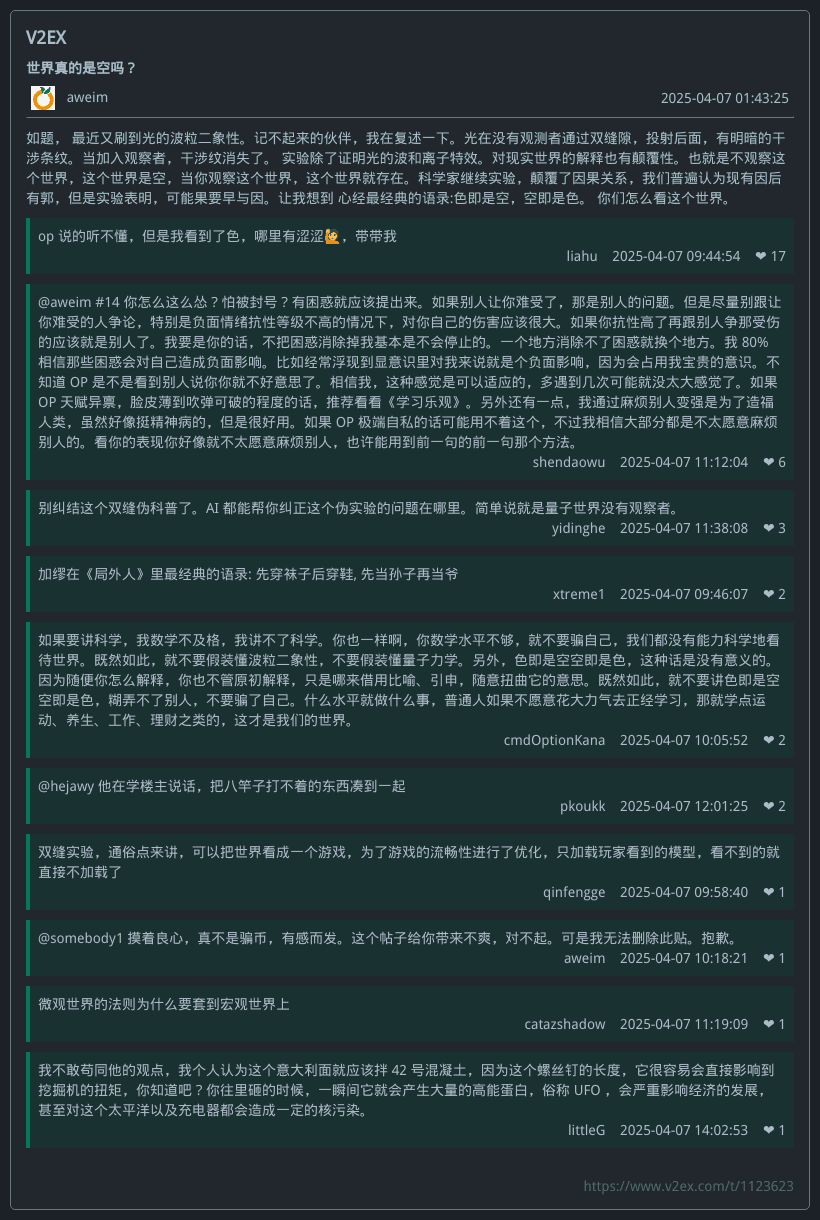 V2EX
世界真的是空吗？
aweim
2025-04-07 01:43:25
如题， 最近又刷到光的波粒二象性。记不起来的伙伴，我在复述一下。光在没有观测者通过双缝隙，投射后面，有明暗的干
涉条纹。当加入观察者，干涉纹消失了。 实验除了证明光的波和离子特效。对现实世界的解释也有颠覆性。也就是不观察这
个世界，这个世界是空，当你观察这个世界，这个世界就存在。科学家继续实验，颠覆了因果关系，我们普遍认为现有因后
有郭，但是实验表明，可能果要早与因。让我想到 心经最经典的语录:色即是空，空即是色。 你们怎么看这个世界。
op 说的听不懂，但是我看到了色，哪里有涩涩🙋，带带我
liahu 2025-04-07 09:44:54 ❤ 17
@aweim #14 你怎么这么怂？怕被封号？有困惑就应该提出来。如果别人让你难受了，那是别人的问题。但是尽量别跟让
你难受的人争论，特别是负面情绪抗性等级不高的情况下，对你自己的伤害应该很大。如果你抗性高了再跟别人争那受伤
的应该就是别人了。我要是你的话，不把困惑消除掉我基本是不会停止的。一个地方消除不了困惑就换个地方。我 80%
相信那些困惑会对自己造成负面影响。比如经常浮现到显意识里对我来说就是个负面影响，因为会占用我宝贵的意识。不
知道 OP 是不是看到别人说你你就不好意思了。相信我，这种感觉是可以适应的，多遇到几次可能就没太大感觉了。如果
OP 天赋异禀，脸皮薄到吹弹可破的程度的话，推荐看看《学习乐观》。另外还有一点，我通过麻烦别人变强是为了造福
人类，虽然好像挺精神病的，但是很好用。如果 OP 极端自私的话可能用不着这个，不过我相信大部分都是不太愿意麻烦
别人的。看你的表现你好像就不太愿意麻烦别人，也许能用到前一句的前一句那个方法。
shendaowu 2025-04-07 11:12:04 ❤ 6
别纠结这个双缝伪科普了。AI 都能帮你纠正这个伪实验的问题在哪里。简单说就是量子世界没有观察者。
yidinghe 2025-04-07 11:38:08 ❤ 3
加缪在《局外人》里最经典的语录: 先穿袜子后穿鞋, 先当孙子再当爷
xtreme1 2025-04-07 09:46:07 ❤ 2
如果要讲科学，我数学不及格，我讲不了科学。你也一样啊，你数学水平不够，就不要骗自己，我们都没有能力科学地看
待世界。既然如此，就不要假装懂波粒二象性，不要假装懂量子力学。另外，色即是空空即是色，这种话是没有意义的。
因为随便你怎么解释，你也不管原初解释，只是哪来借用比喻、引申，随意扭曲它的意思。既然如此，就不要讲色即是空
空即是色，糊弄不了别人，不要骗了自己。什么水平就做什么事，普通人如果不愿意花大力气去正经学习，那就学点运
动、养生、工作、理财之类的，这才是我们的世界。
cmdOptionKana 2025-04-07 10:05:52 ❤ 2
@hejawy 他在学楼主说话，把八竿子打不着的东西凑到一起
pkoukk 2025-04-07 12:01:25 ❤ 2
双缝实验，通俗点来讲，可以把世界看成一个游戏，为了游戏的流畅性进行了优化，只加载玩家看到的模型，看不到的就
直接不加载了
qinfengge 2025-04-07 09:58:40 ❤ 1
@somebody1 摸着良心，真不是骗币，有感而发。这个帖子给你带来不爽，对不起。可是我无法删除此贴。抱歉。
aweim 2025-04-07 10:18:21 ❤ 1
微观世界的法则为什么要套到宏观世界上
catazshadow 2025-04-07 11:19:09 ❤ 1
我不敢苟同他的观点，我个人认为这个意大利面就应该拌 42 号混凝土，因为这个螺丝钉的长度，它很容易会直接影响到
挖掘机的扭矩，你知道吧？你往里砸的时候，一瞬间它就会产生大量的高能蛋白，俗称 UFO ，会严重影响经济的发展，
甚至对这个太平洋以及充电器都会造成一定的核污染。
littleG 2025-04-07 14:02:53 ❤ 1
https://www.v2ex.com/t/1123623